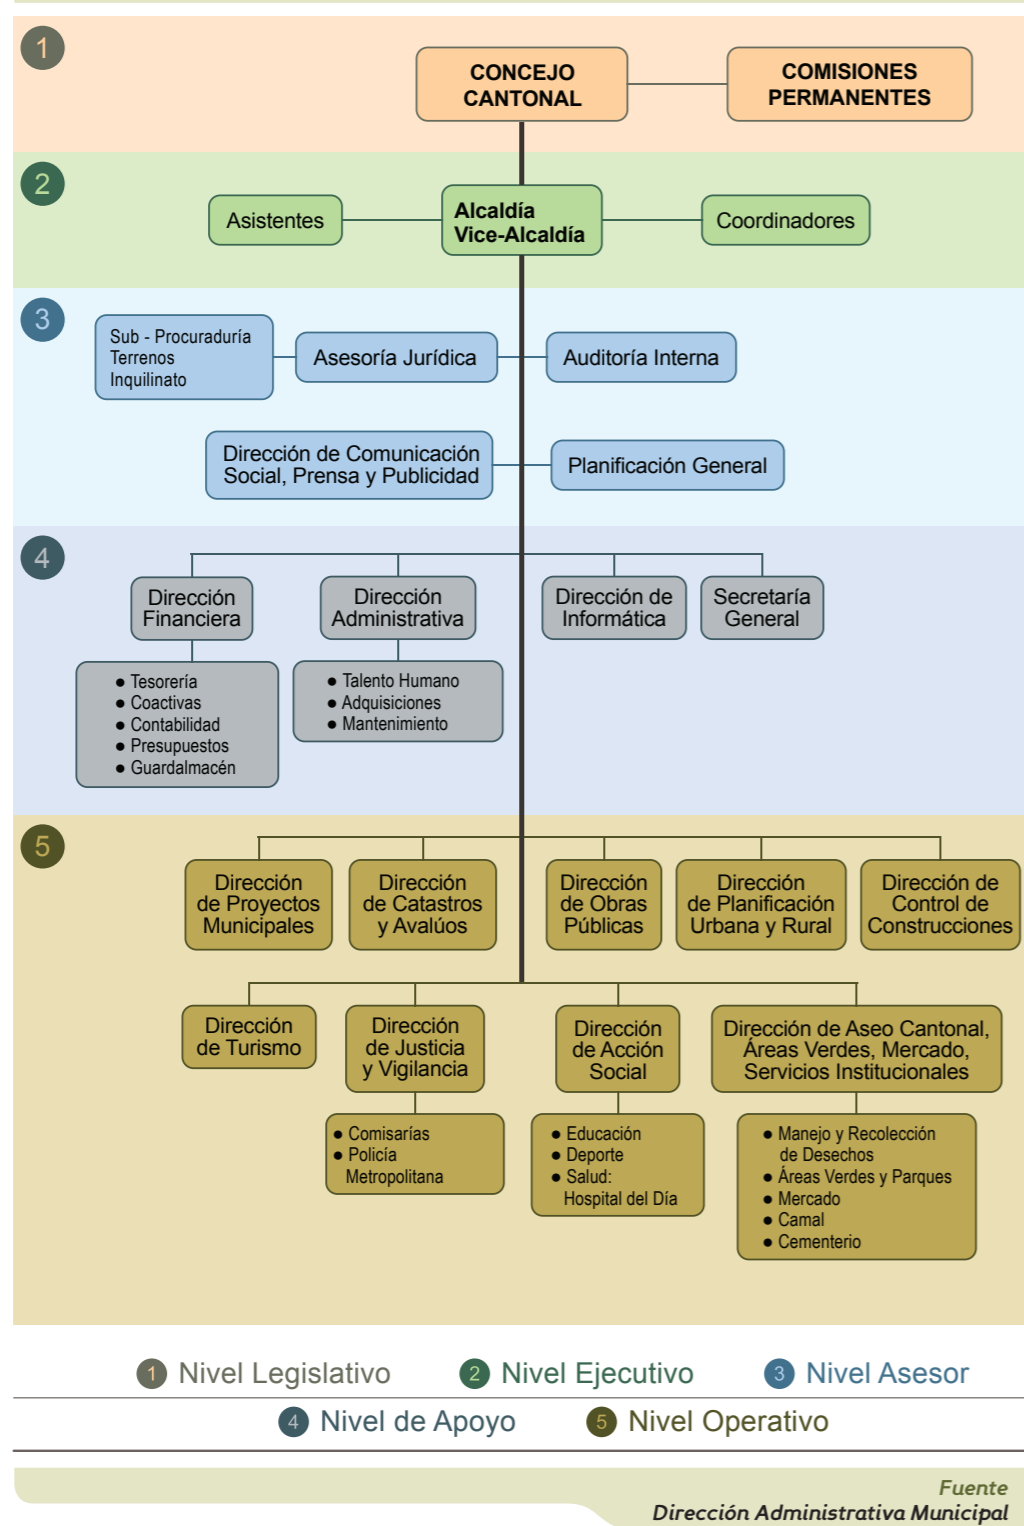 1
CONCEJO
CANTONAL
COMISIONES
PERMANENTES
2
Asistentes
Alcaldía
Vice-Alcaldía
Coordinadores
3
Sub - Procuraduría
Terrenos
Inquilinato
Asesoría Jurídica
Auditoría Interna
Dirección de Comunicación
Social, Prensa y Publicidad
Planificación General
4
Dirección
Financiera
Dirección
Administrativa
Dirección de
Informática
Secretaría
General
● Tesorería
● Coactivas
● Contabilidad
● Presupuestos
● Guardalmacén
● Talento Humano
● Adquisiciones
● Mantenimiento
5
Dirección
de Proyectos
Municipales
Dirección
de Catastros
y Avalúos
Dirección
de Obras
Públicas
Dirección
de Planificación
Urbana y Rural
Dirección de
Control de
Construcciones
Dirección
de Turismo
Dirección
de Justicia
y Vigilancia
Dirección
de Acción
Social
Dirección de Aseo Cantonal,
Áreas Verdes, Mercado,
Servicios Institucionales
● Comisarías
● Policía
Metropolitana
● Educación
● Deporte
● Salud:
Hospital del Día
● Manejo y Recolección
de Desechos
● Áreas Verdes y Parques
● Mercado
● Camal
● Cementerio
1 Nivel Legislativo
2 Nivel Ejecutivo
3 Nivel Asesor
4 Nivel de Apoyo
5 Nivel Operativo
Fuente
Dirección Administrativa Municipal